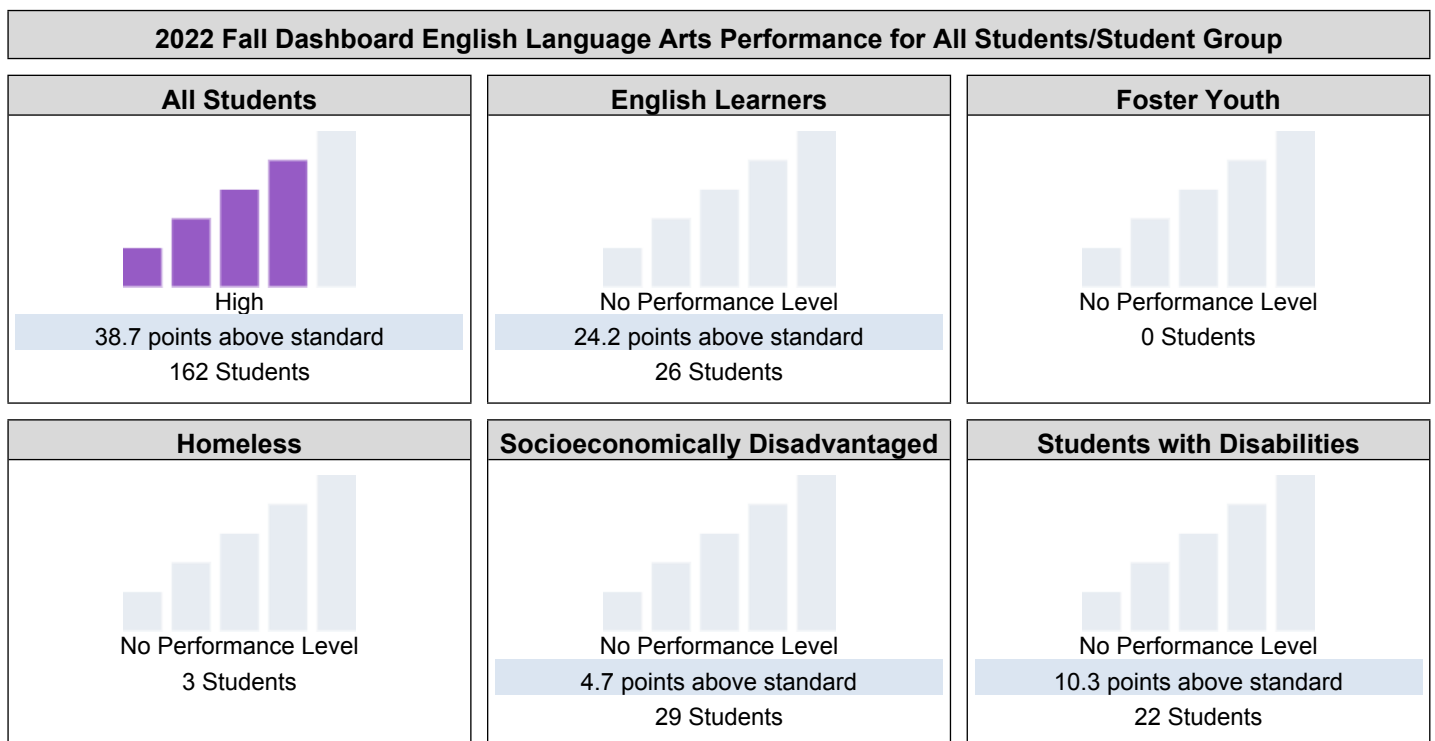 2022 Fall Dashboard English Language Arts Performance for All Students/Student Group
All Students
High
38.7 points above standard
162 Students
English Learners
No Performance Level
24.2 points above standard
26 Students
Foster Youth
No Performance Level
0 Students
Homeless
No Performance Level
3 Students
Socioeconomically Disadvantaged
No Performance Level
4.7 points above standard
29 Students
Students with Disabilities
No Performance Level
10.3 points above standard
22 Students